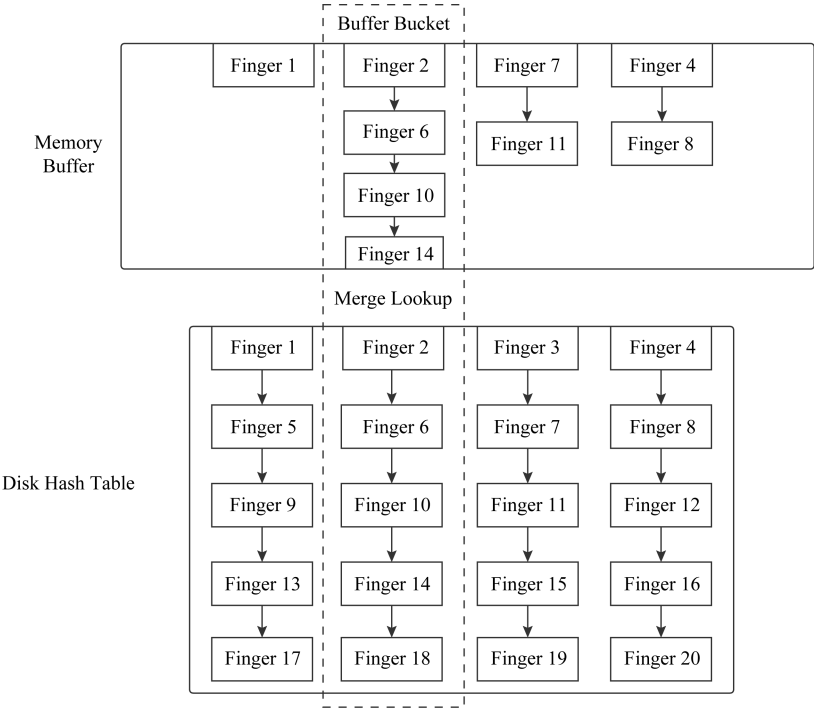 Buffer Bucket
Finger 1
Finger 2
Finger 7
Finger 4
Finger 6
Finger 11
Finger 8
Memory
Buffer
Finger 10
Finger 14
Merge Lookup
Finger 1
Finger 2
Finger 3
Finger 4
Finger 5
Finger 6
Finger 7
Finger 8
Disk Hash Table
Finger 9
Finger 10
Finger 11
Finger 12
Finger 13
Finger 14
Finger 15
Finger 16
Finger 17
Finger 18
Finger 19
Finger 20